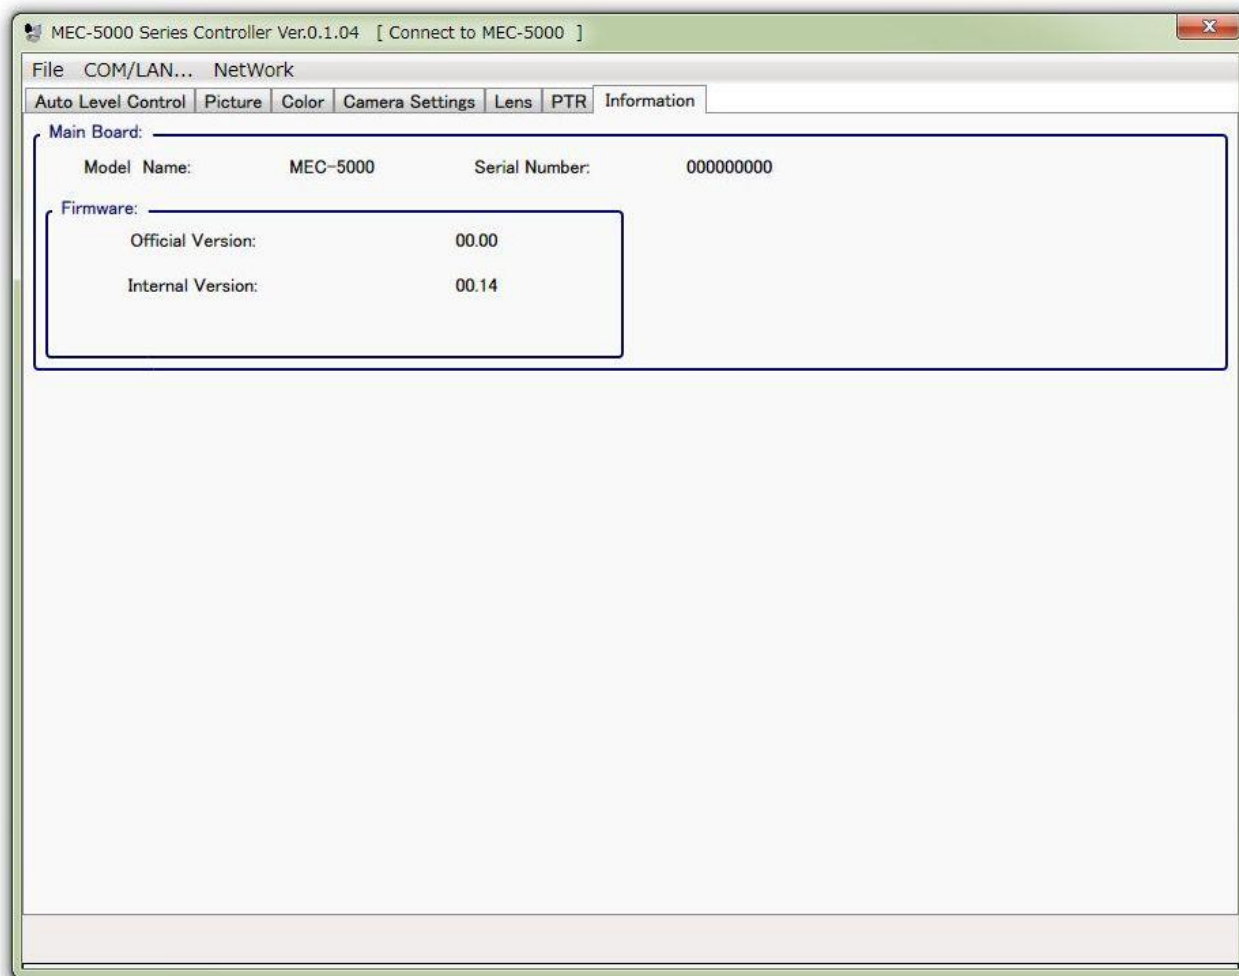 MEC-5000 Series Controller Ver.0.1.04 [ Connect to MEC-5000 ]
File COM/LAN... NetWork
Auto Level Control Picture Color Camera Settings Lens PTR Information
Main Board:
Model Name: MEC-5000 Serial Number: 000000000
Firmware:
Official Version: 00.00
Internal Version: 00.14